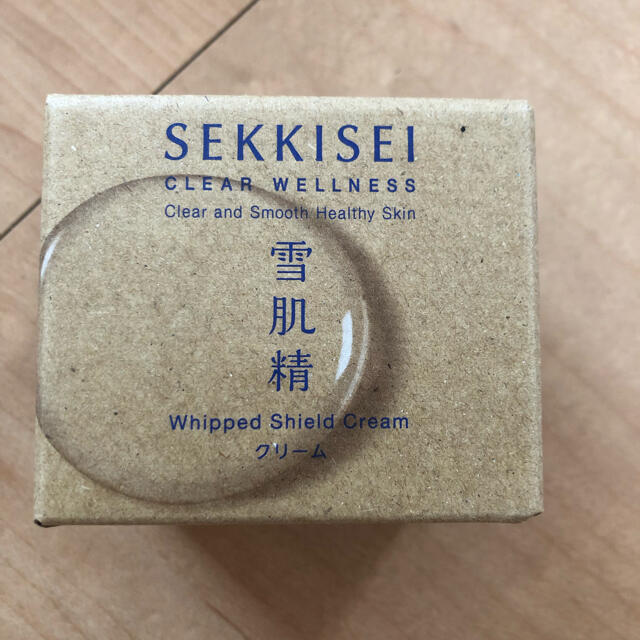 SEKKISEI
CLEAR WELLNESS
Clear and Smooth Healthy Skin
雪肌精
Whipped Shield Cream
クリーム